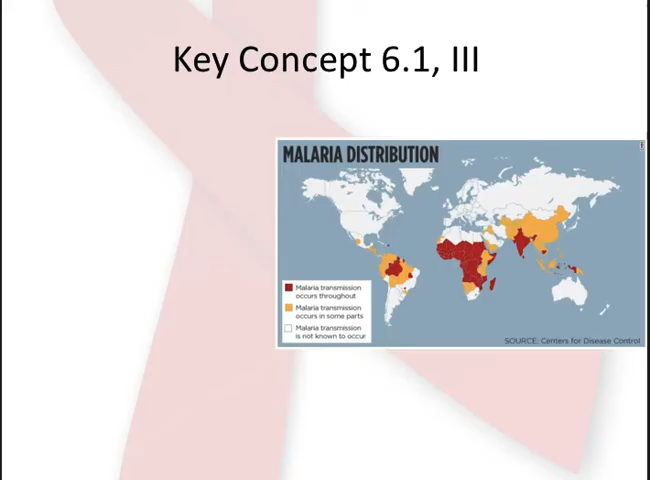 Key Concept 6.1, III
MALARIA DISTRIBUTION
Malaria transmission
occurs throughout
Malaria transmission
occurs in some parts
Malaria transmission
is not known to occur
SOURCE: Centers for Disease Control